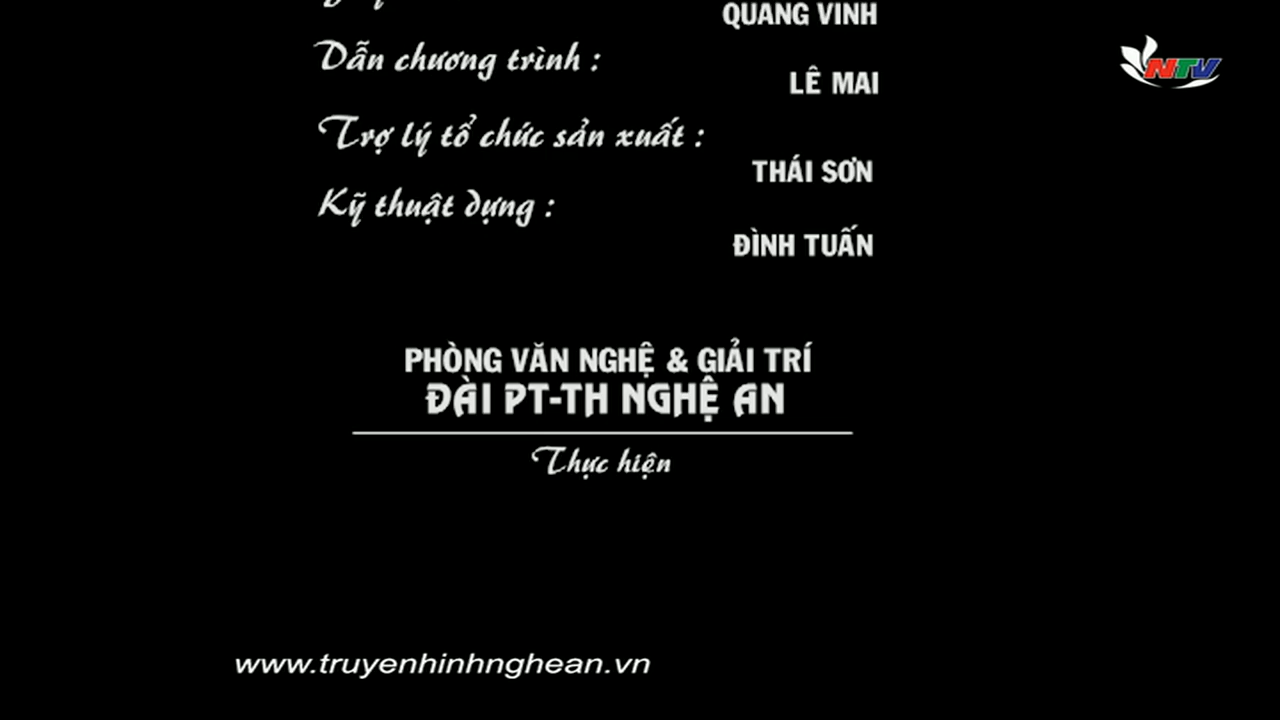 QUANG VINH
Dẫn chương trình :
NTV
LÊ MAI
Trợ lý tổ chức sản xuất :
THÁI SƠN
Kỹ thuật dựng :
ĐÌNH TUẤN
PHÒNG VĂN NGHỆ & GIẢI TRÍ
ĐÀI PT-TH NGHỆ AN
Thực hiện
www.truyenhinhnghean.vn